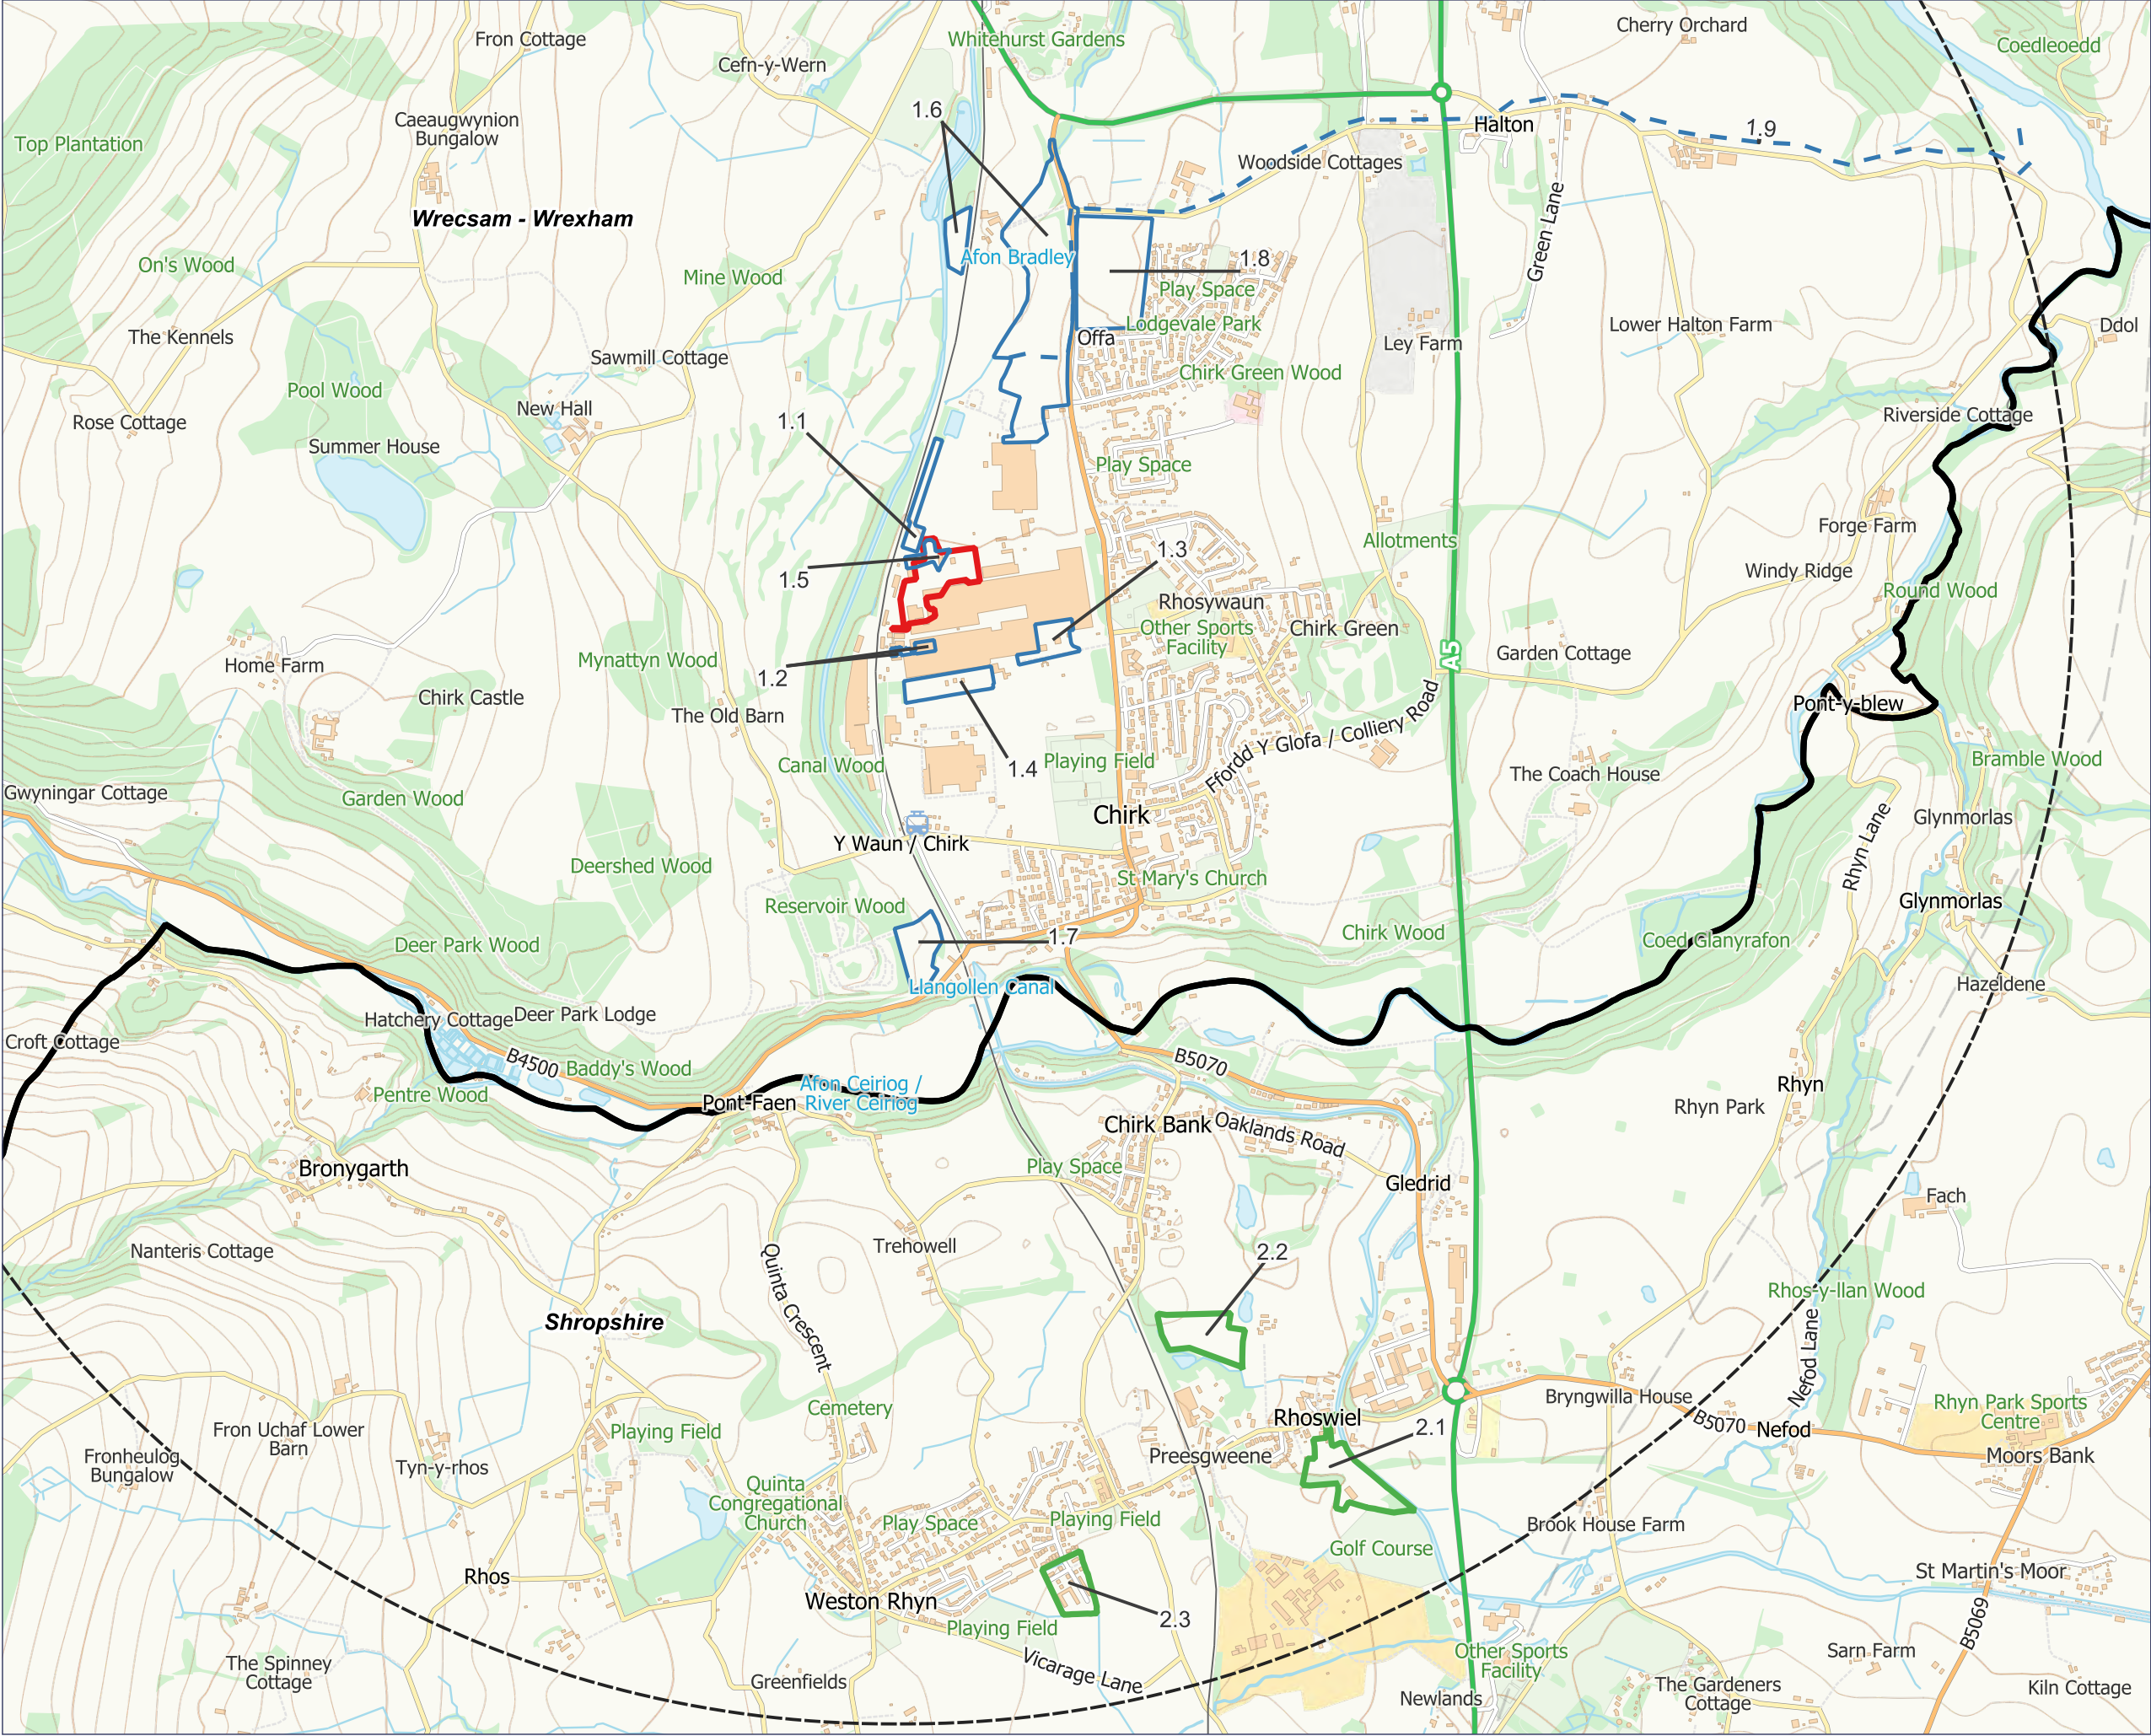 Cherry Orchard
Fron Cottage
Whitehurst Gardens
Coedleoedd
Cefn-y-Wern
1.6
Caeaugwynion
Bungalow
Halton
1.9
Top Plantation
Woodside Cottages
Wrecsam - Wrexham
Green Lane
Afon Bradley
1.8
On's Wood
Mine Wood
Play Space
Lodgevale Park
Lower Halton Farm
Ddol
The Kennels
Offa
Ley Farm
Sawmill Cottage
Chirk Green Wood
Pool Wood
New Hall
Riverside Cottage
Rose Cottage
1.1
Summer House
Play Space
Forge Farm
Allotments
1.3
1.5
Windy Ridge
Round Wood
Rhosywaun
Other Sports
Facility
Chirk Green
A5
Garden Cottage
Home Farm
Mynattyn Wood
1.2
Chirk Castle
Pont-y-blew
The Old Barn
Ffordd Y Glofa / Colliery Road
Canal Wood
1.4
Playing Field
The Coach House
Bramble Wood
Gwyningar Cottage
Garden Wood
Chirk
Glynmorlas
Y Waun / Chirk
Rhyn Lane
Deershed Wood
St Mary's Church
Reservoir Wood
Glynmorlas
Deer Park Wood
1.7
Chirk Wood
Coed Glanyrafon
Llangollen Canal
Hazeldene
Hatchery Cottage
Deer Park Lodge
Croft Cottage
B4500
Baddy's Wood
B5070
Afon Ceiriog /
River Ceiriog
Pentre Wood
Pont-Faen
Rhyn
Rhyn Park
Chirk Bank
Oaklands Road
Bronygarth
Play Space
Gledrid
Fach
Nanteris Cottage
Trehowell
2.2
Quinta Crescent
Rhos-y-llan Wood
Shropshire
Nefod Lane
Bryngwilla House
Cemetery
Rhoswiel
2.1
B5070
Nefod
Rhyn Park Sports
Centre
Fron Uchaf Lower
Barn
Playing Field
Fronheulog
Bungalow
Tyn-y-rhos
Preesgweene
Moors Bank
Quinta
Congregational
Church
Play Space
Playing Field
Brook House Farm
Golf Course
Rhos
St Martin's Moor
Weston Rhyn
2.3
Playing Field
B5069
Vicarage Lane
The Spinney
Cottage
Greenfields
Other Sports
Facility
Sarn Farm
Newlands
The Gardeners
Cottage
Kiln Cottage